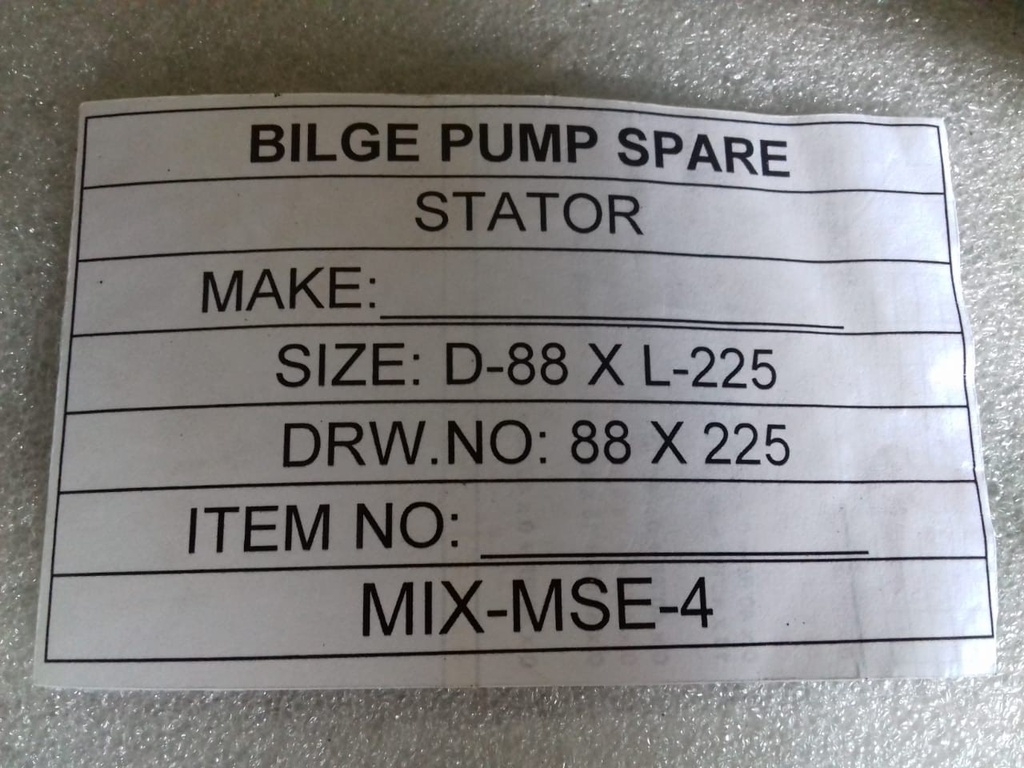 BILGE PUMP SPARE
STATOR
MAKE:
SIZE: D-88 X L-225
DRW.NO: 88 X 225
ITEM NO:
MIX-MSE-4